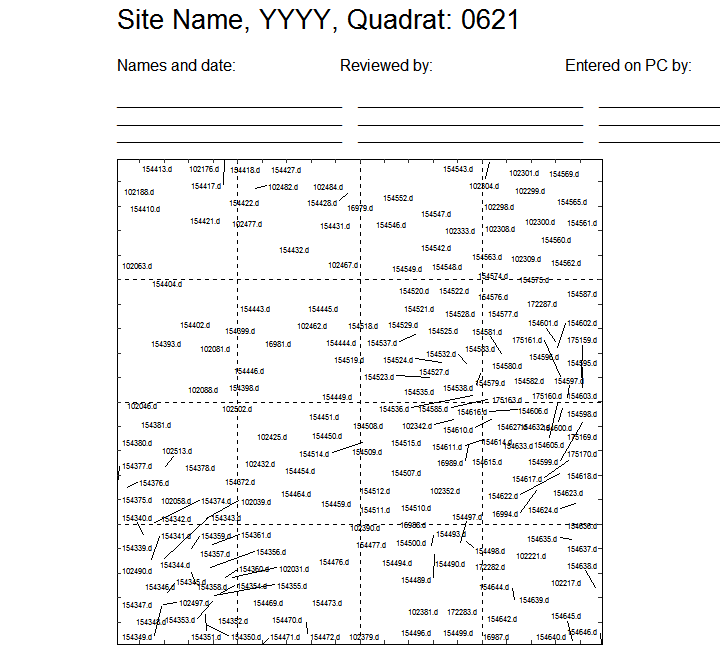 Site Name, YYYY, Quadrat: 0621
Names and date: Reviewed by: Entered on PC by:
154413.d 102176.d 154418.d 154427.d 154543.d 102301.d 154569.d
154417.d 102482.d 102484.d 102304.d
102188.d 102299.d
154422.d 154428.d 154552.d 154565.d
154410.d 16979.d 102298.d
154421.d 102477.d 154431.d 154546.d 154547.d 102300.d 154561.d
102333.d 102308.d
154432.d 154542.d 154560.d
102063.d 102467.d 154549.d 154548.d 154563.d 102309.d 154562.d
154404.d 154574.d 154575.d
154520.d 154522.d 154576.d 154587.d
154443.d 154445.d 154521.d 154528.d 154577.d 172287.d
154402.d 154399.d 102462.d 154518.d 154529.d 154525.d 154581.d 154601.d 154602.d
154393.d 102081.d 16981.d 154444.d 154537.d 154583.d 175161.d 175159.d
154519.d 154524.d 154532.d 154580.d 154596.d 154595.d
154446.d 154523.d 154527.d 154579.d 154582.d 154597.d
102088.d 154398.d 154449.d 154535.d 154538.d 175163.d 175160.d 154603.d
102046.d 102502.d 154536.d 154585.d 154616.d 154606.d 154598.d
154381.d 154451.d 154508.d 102342.d 154610.d 154627.d 154632.d 154600.d
154380.d 102425.d 154450.d 154515.d 154611.d 154614.d 154633.d 154605.d 175169.d
102513.d 154514.d 154509.d 175170.d
154377.d 154378.d 102432.d 154454.d 154507.d 16989.d 154615.d 154599.d
154376.d 154372.d 154617.d 154618.d
154375.d 102058.d 154374.d 102039.d 154464.d 154459.d 154512.d 102352.d 154622.d 154623.d
154340.d 154342.d 154343.d 154511.d 154510.d 154497.d 16994.d 154624.d
102390.d 16986.d 154636.d
154341.d 154359.d 154361.d 154493.d 154635.d
154339.d 154357.d 154356.d 154477.d 154500.d 154498.d 102221.d 154637.d
102490.d 154344.d 154360.d 102031.d 154476.d 154494.d 154490.d 172282.d 154638.d
154346.d 154345.d 154358.d 154354.d 154355.d 154489.d 154644.d 102217.d
154347.d 102497.d 154469.d 154473.d 154639.d
154348.d 154353.d 154352.d 154470.d 102381.d 172283.d 154642.d 154645.d
154349.d 154351.d 154350.d 154471.d 154472.d 102379.d 154496.d 154499.d 16987.d 154640.d 154646.d